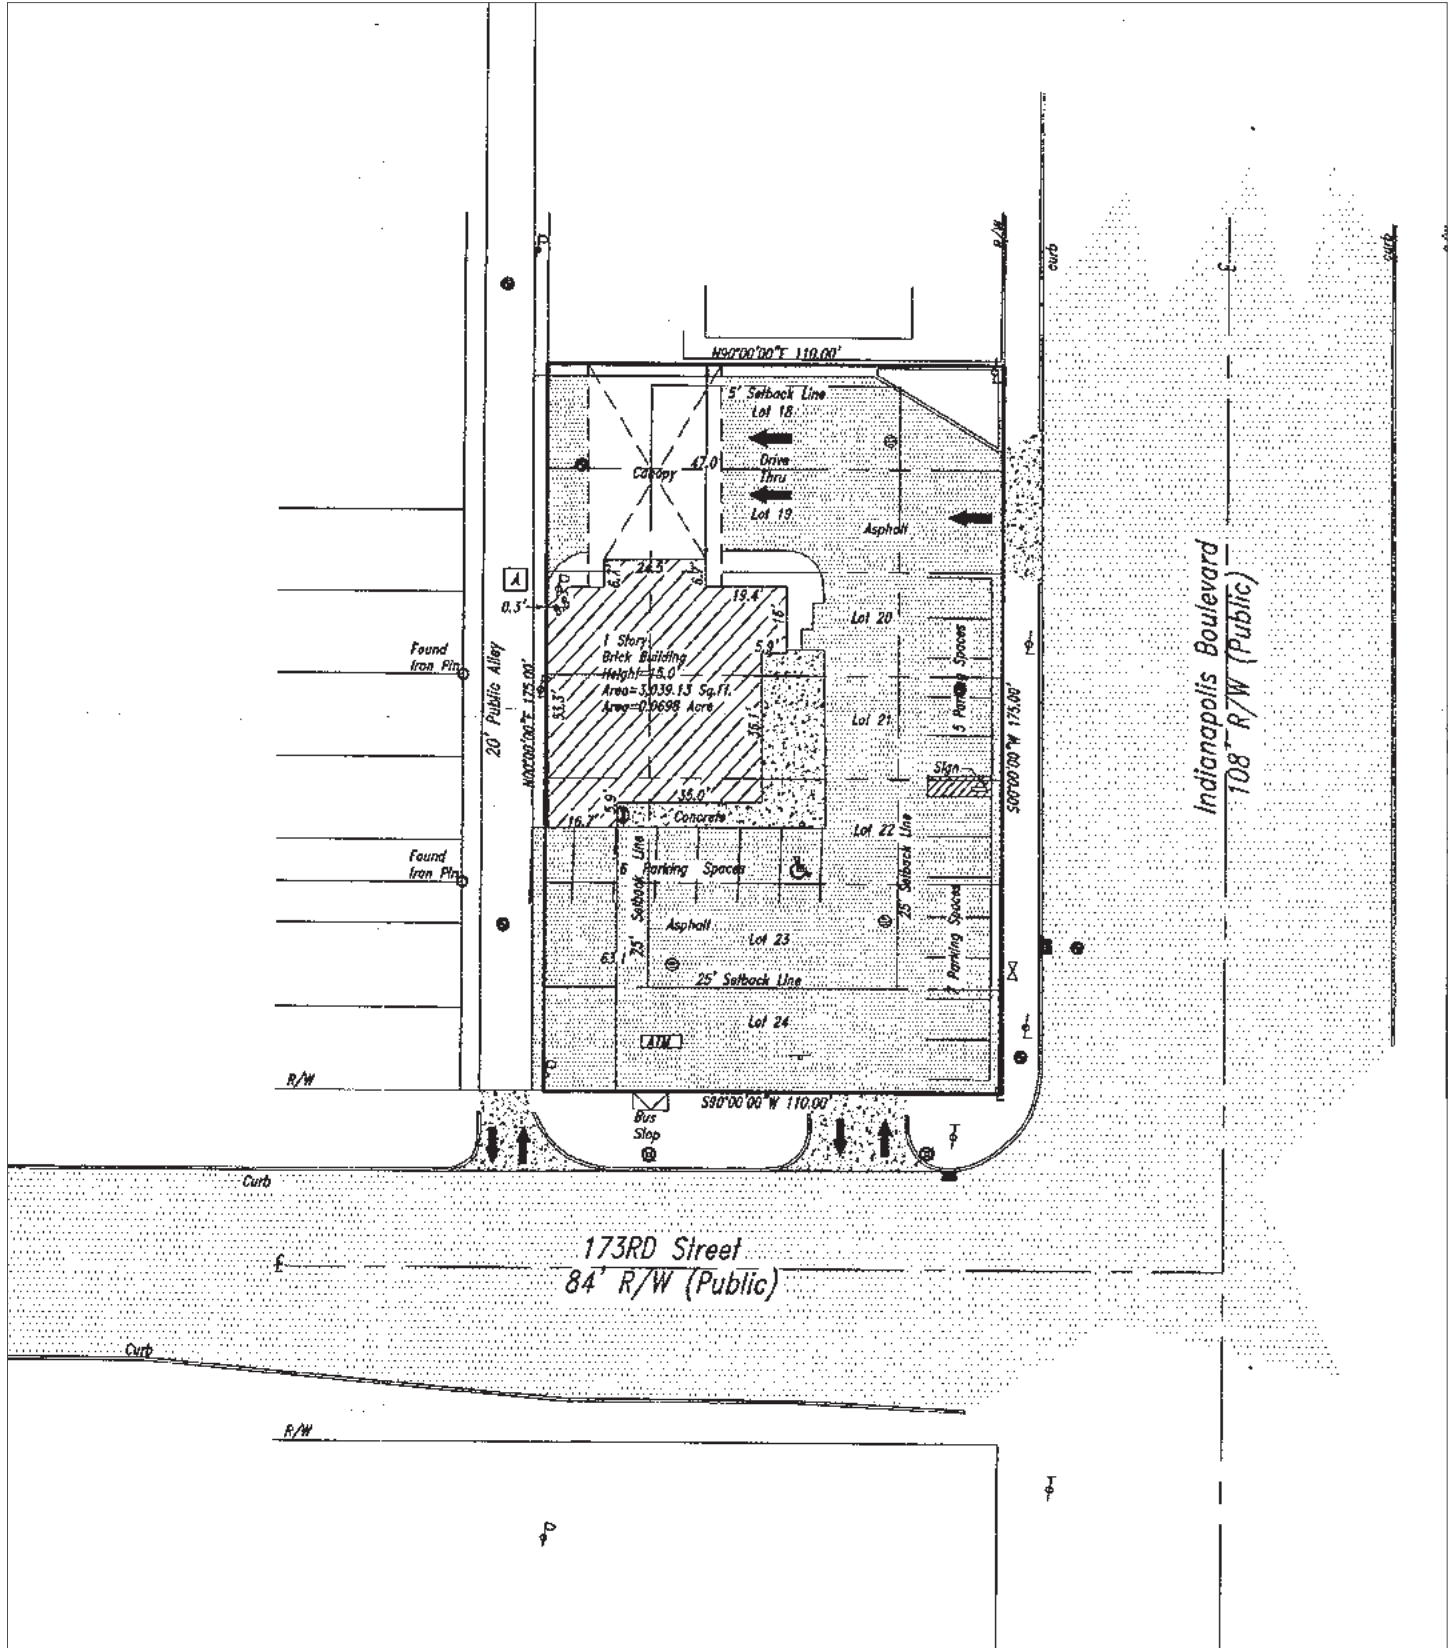 R/W
curb
℄
curb
N90°00'00"E 110.00'
5' Setback Line
Lot 18
Drive
Thru
Canopy
47.0
Lot 19
Asphalt
24.5'
6.7'
19.4'
16'
5.9'
A
0.3'
Lot 20
5 Parking Spaces
Found
Iron Pin
1 Story
Brick Building
Height=15.0
Area=3,039.13 Sq.Ft.
Area=0.0698 Acre
20' Public Alley
N00°00'00"E 175.00'
53.3'
36.1'
Lot 21
S00°00'00"W 175.00'
Indianapolis Boulevard
108' R/W (Public)
Sign
35.0'
5.9'
16.7'
Concrete
Lot 22
25' Setback Line
Found
Iron Pin
6 Parking Spaces
25' Setback Line
Asphalt
Lot 23
7 Parking Spaces
63.1'
25' Setback Line
Lot 24
ATM
R/W
S90°00'00"W 110.00'
Bus
Stop
Curb
173RD Street
84' R/W (Public)
℄
Curb
R/W